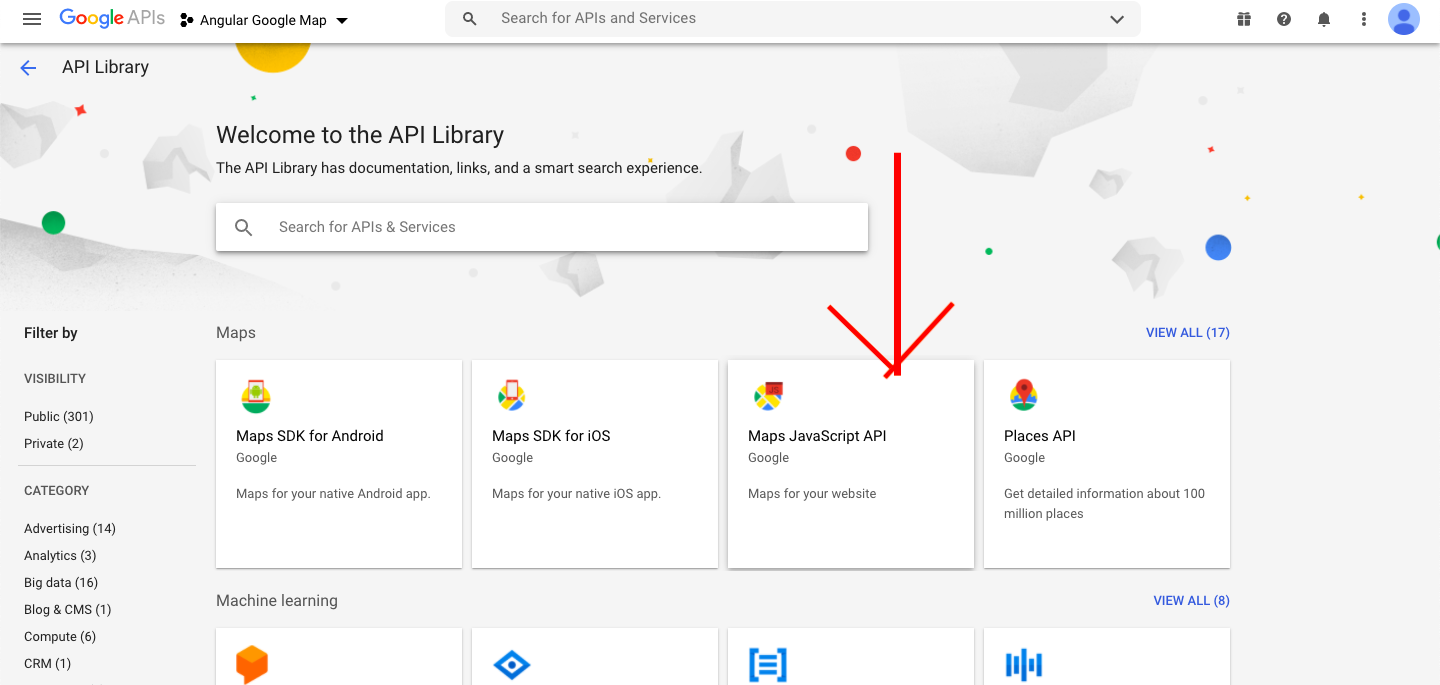 Google APIs
Angular Google Map
Search for APIs and Services
API Library
Welcome to the API Library
The API Library has documentation, links, and a smart search experience.
Search for APIs & Services
Filter by
VISIBILITY
Public (301)
Private (2)
CATEGORY
Advertising (14)
Analytics (3)
Big data (16)
Blog & CMS (1)
Compute (6)
CRM (1)
Maps
VIEW ALL (17)
Maps SDK for Android
Google
Maps for your native Android app.
Maps SDK for iOS
Google
Maps for your native iOS app.
JS
Maps JavaScript API
Google
Maps for your website
Places API
Google
Get detailed information about 100
million places
Machine learning
VIEW ALL (8)